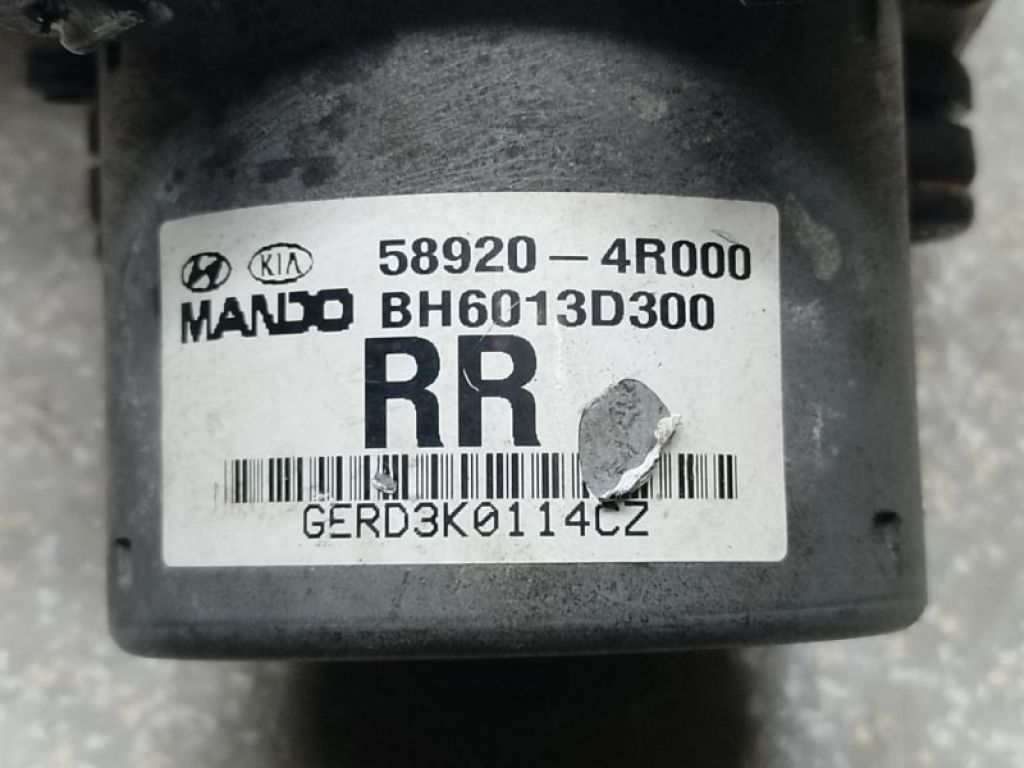 KIA 58920-4R000
MANDO BH6013D300
RR
GERD3K0114CZ